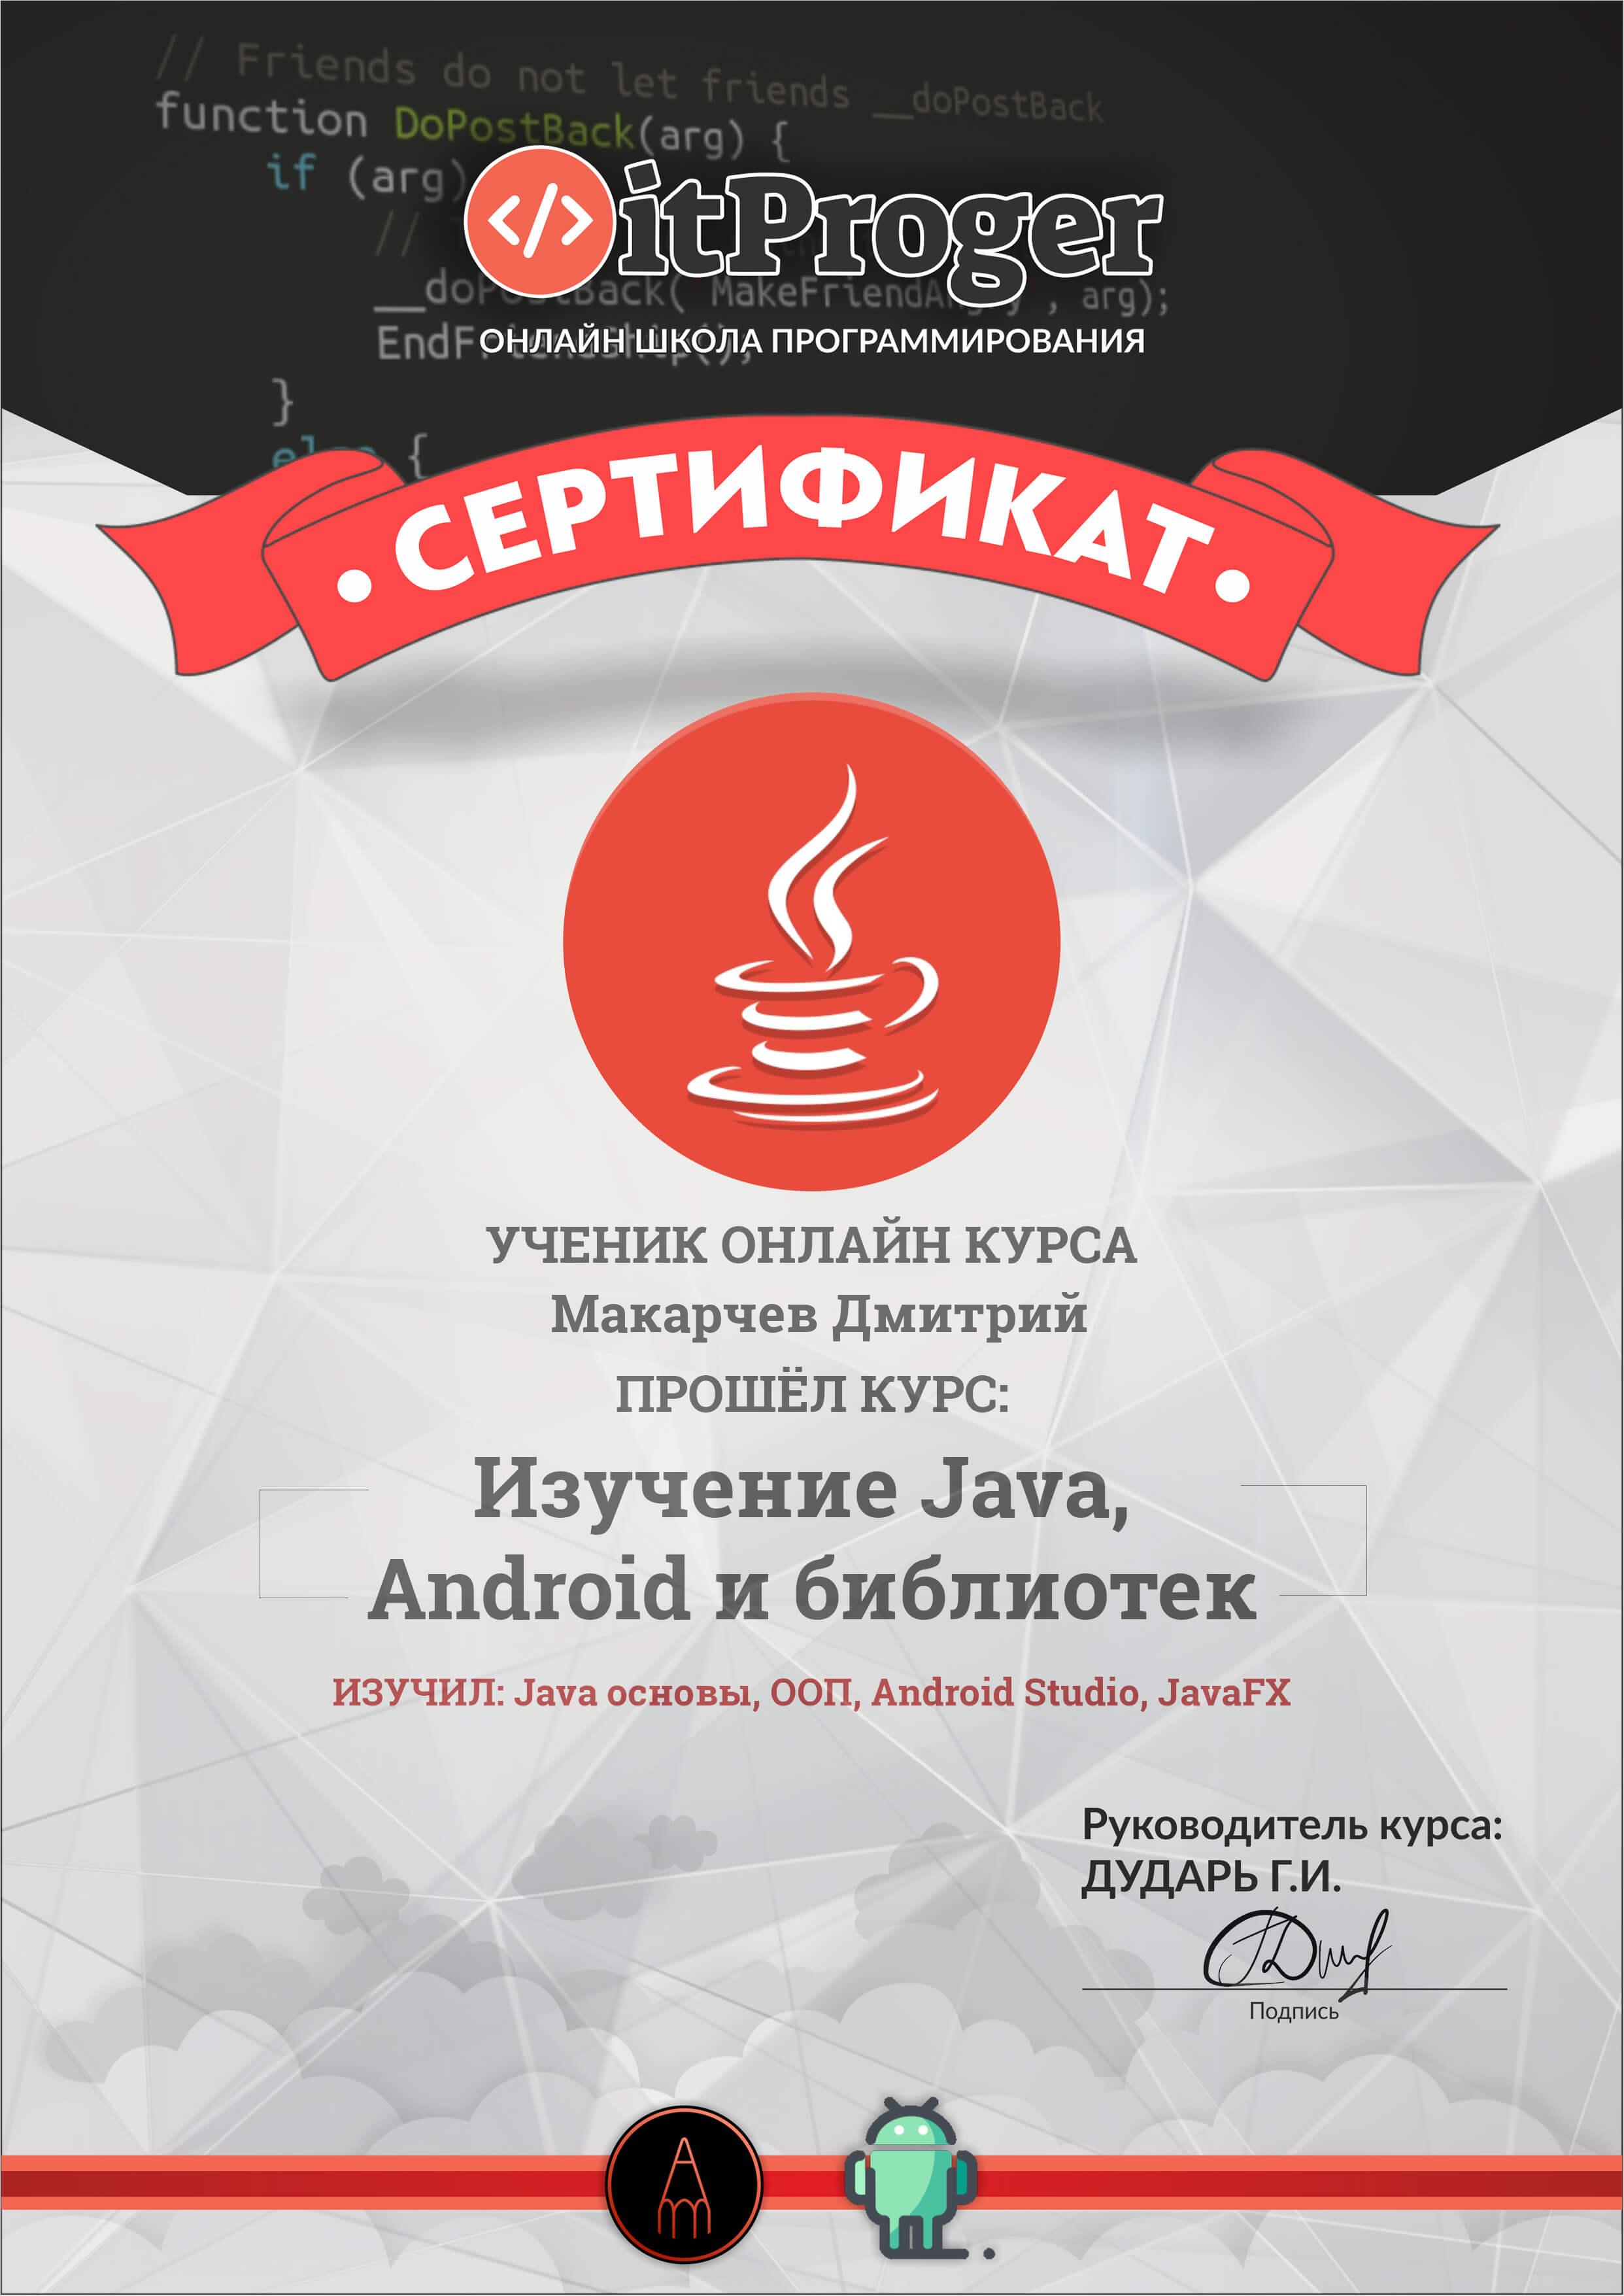 // Friends do not let friends __doPostBack
function DoPostBack(arg) {
if (arg)
//
itProger
arg);
ОНЛАЙН ШКОЛА ПРОГРАММИРОВАНИЯ
}
else {
• СЕРТИФИКАТ •
УЧЕНИК ОНЛАЙН КУРСА
Макарчев Дмитрий
ПРОШЁЛ КУРС:
Изучение Java,
Android и библиотек
ИЗУЧИЛ: Java основы, ООП, Android Studio, JavaFX
Руководитель курса:
ДУДАРЬ Г.И.
Подпись